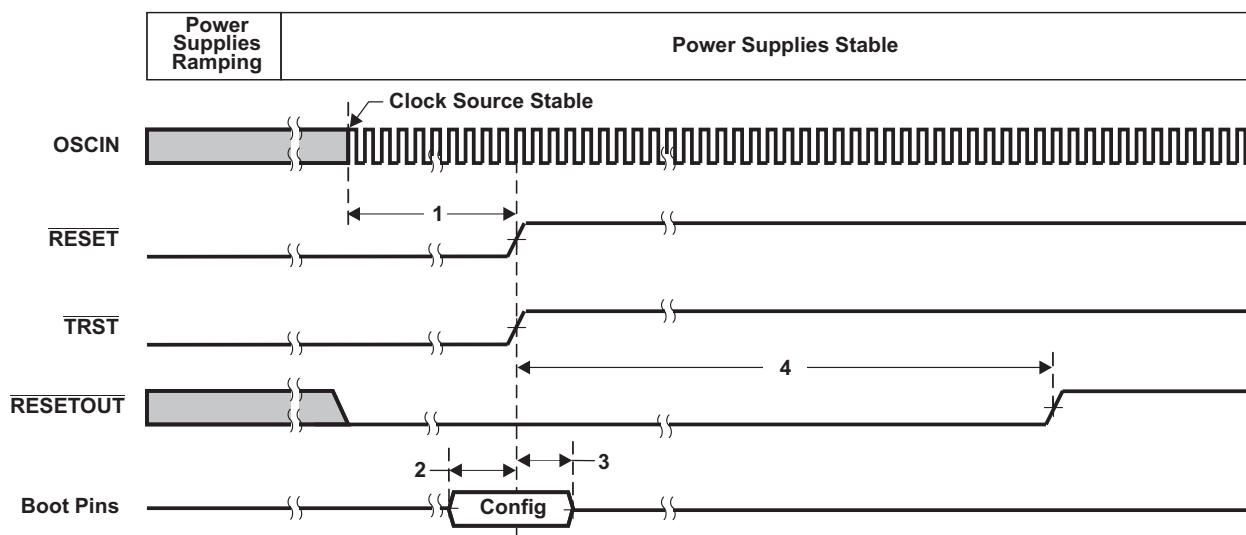 Power
Supplies
Ramping
Power Supplies Stable
Clock Source Stable
OSCIN
1
RESET
TRST
4
RESETOUT
2
3
Boot Pins
Config